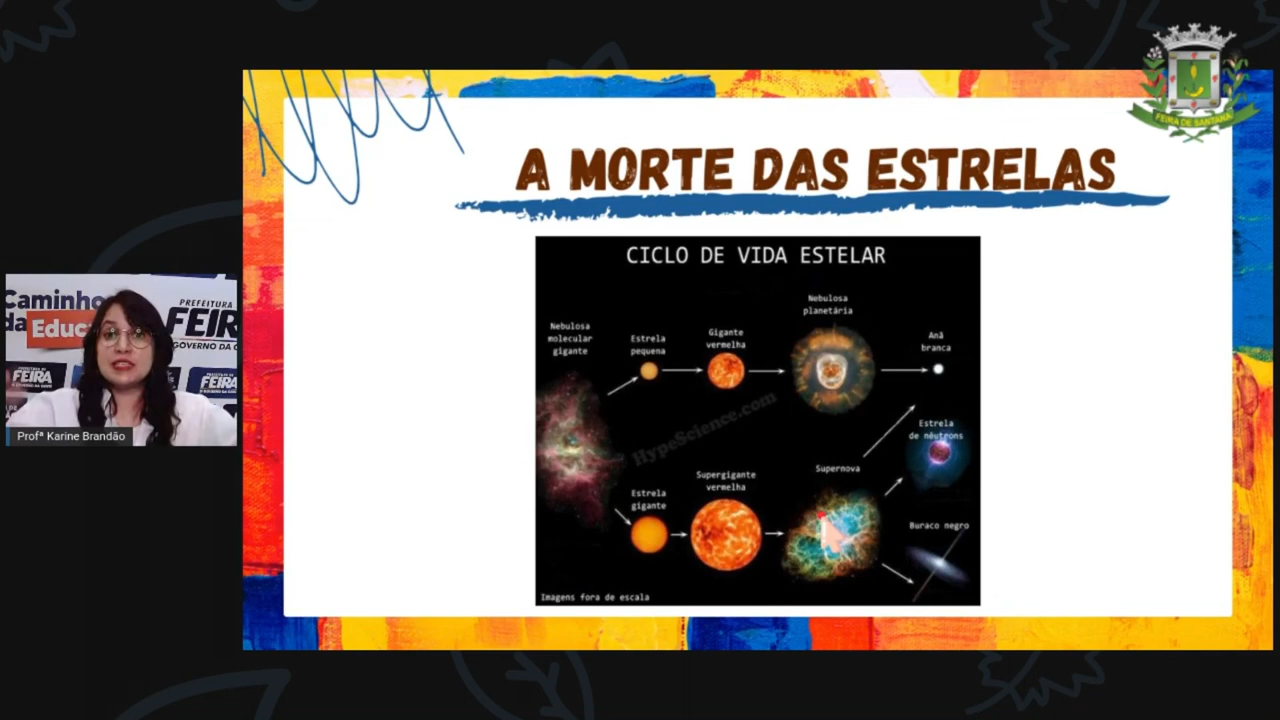 FEIRA DE SANTANA
A MORTE DAS ESTRELAS
CICLO DE VIDA ESTELAR
Nebulosa
molecular
gigante
Estrela
pequena
Gigante
vermelha
Nebulosa
planetária
Anã
branca
HypeScience.com
Estrela
de nêutrons
Estrela
gigante
Supergigante
vermelha
Supernova
Buraco negro
Imagens fora de escala
Caminho
da Educ
PREFEITURA
FEIR
GOVERNO DA
FEIRA
FEIRA
Profª Karine Brandão